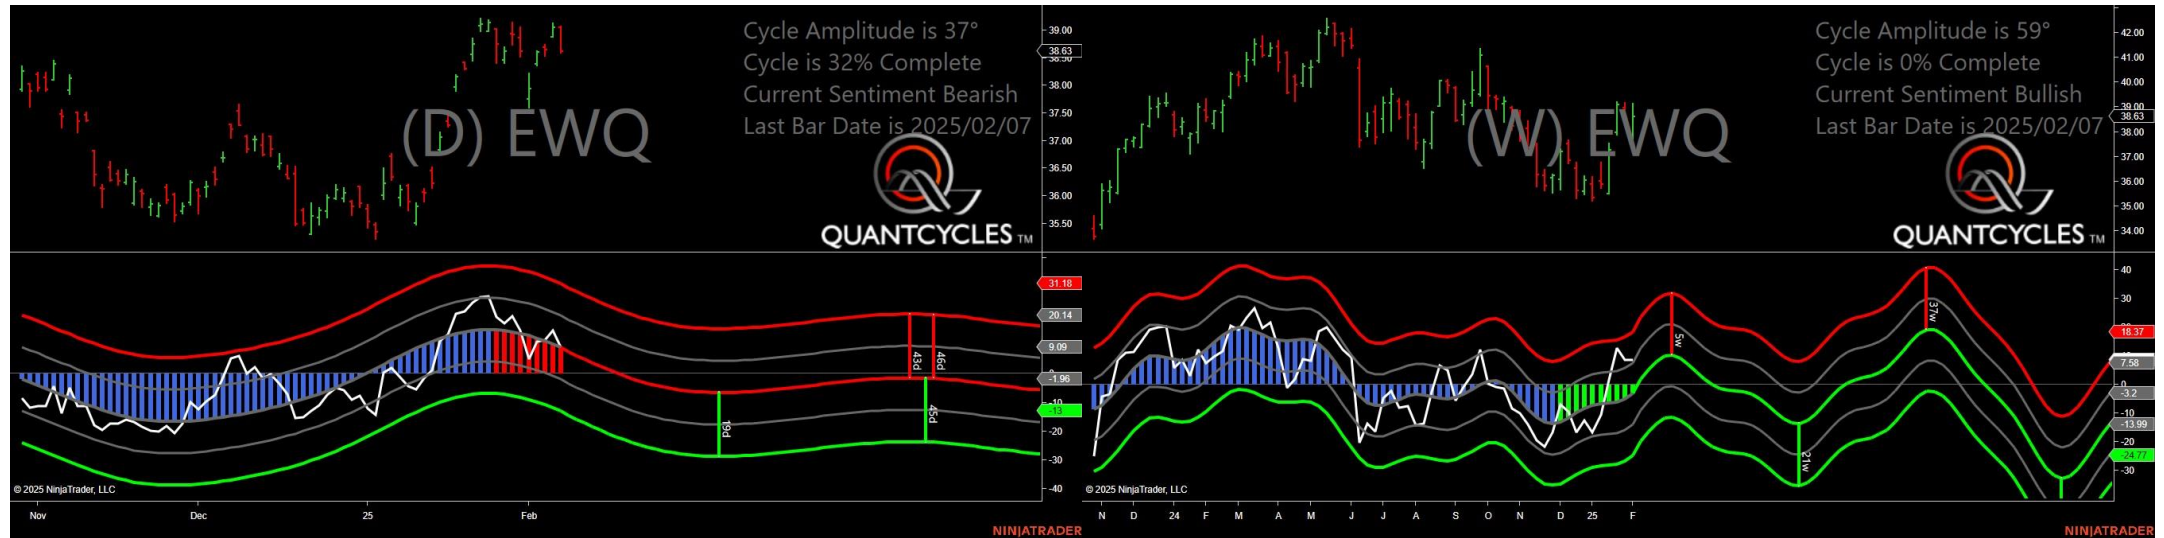 Cycle Amplitude is 37°
Cycle is 32% Complete
Current Sentiment Bearish
Last Bar Date is 2025/02/07
(D) EWQ
QUANTCYCLES TM
39.00
38.63
38.50
38.00
37.50
37.00
36.50
36.00
35.50
31.18
20.14
9.09
0
-1.96
-10
-13
-20
-30
-40
19d
43d
46d
45d
© 2025 NinjaTrader, LLC
Nov Dec 25 Feb
NINJATRADER
Cycle Amplitude is 59°
Cycle is 0% Complete
Current Sentiment Bullish
Last Bar Date is 2025/02/07
(W) EWQ
QUANTCYCLES TM
42.00
41.00
40.00
39.00
38.63
38.00
37.00
36.00
35.00
34.00
40
30
18.37
7.58
0
-3.2
-10
-13.99
-20
-24.77
-30
5w
21w
37w
© 2025 NinjaTrader, LLC
N D 24 F M A M J J A S O N D 25 F
NINJATRADER